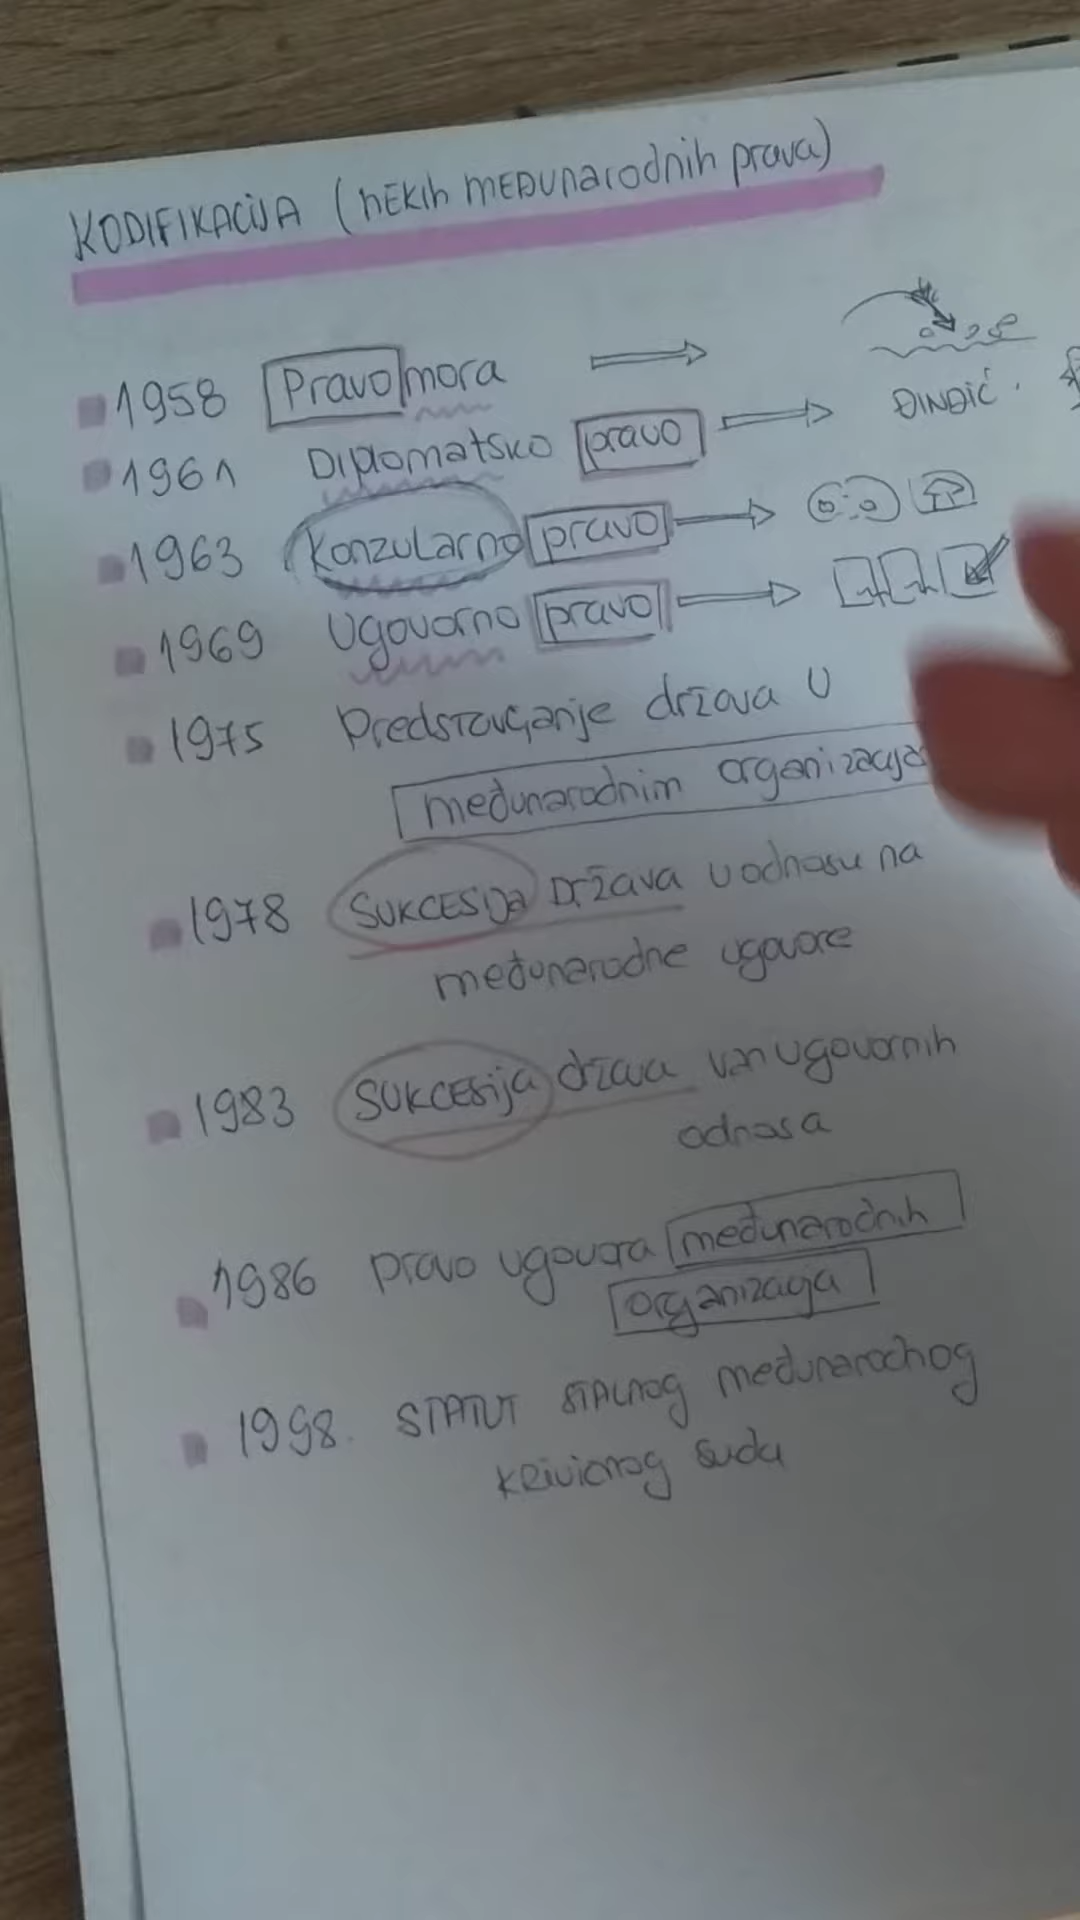 KODIFIKACIJA (nekih međunarodnih prava)
1958 Pravo mora
1961 Diplomatsko pravo
ĐINĐIĆ
1963 Konzularno pravo
1969 Ugovorno pravo
1975 Predstavljanje država u
međunarodnim organizacija
1978 SUKCESIJA DRŽAVA u odnosu na
međunarodne ugovore
1983 SUKCESIJA država van ugovornih
odnosa
1986 pravo ugovora međunarodnih
organizacija
1998. STATUT STALNOG međunarodnog
krivicnog suda